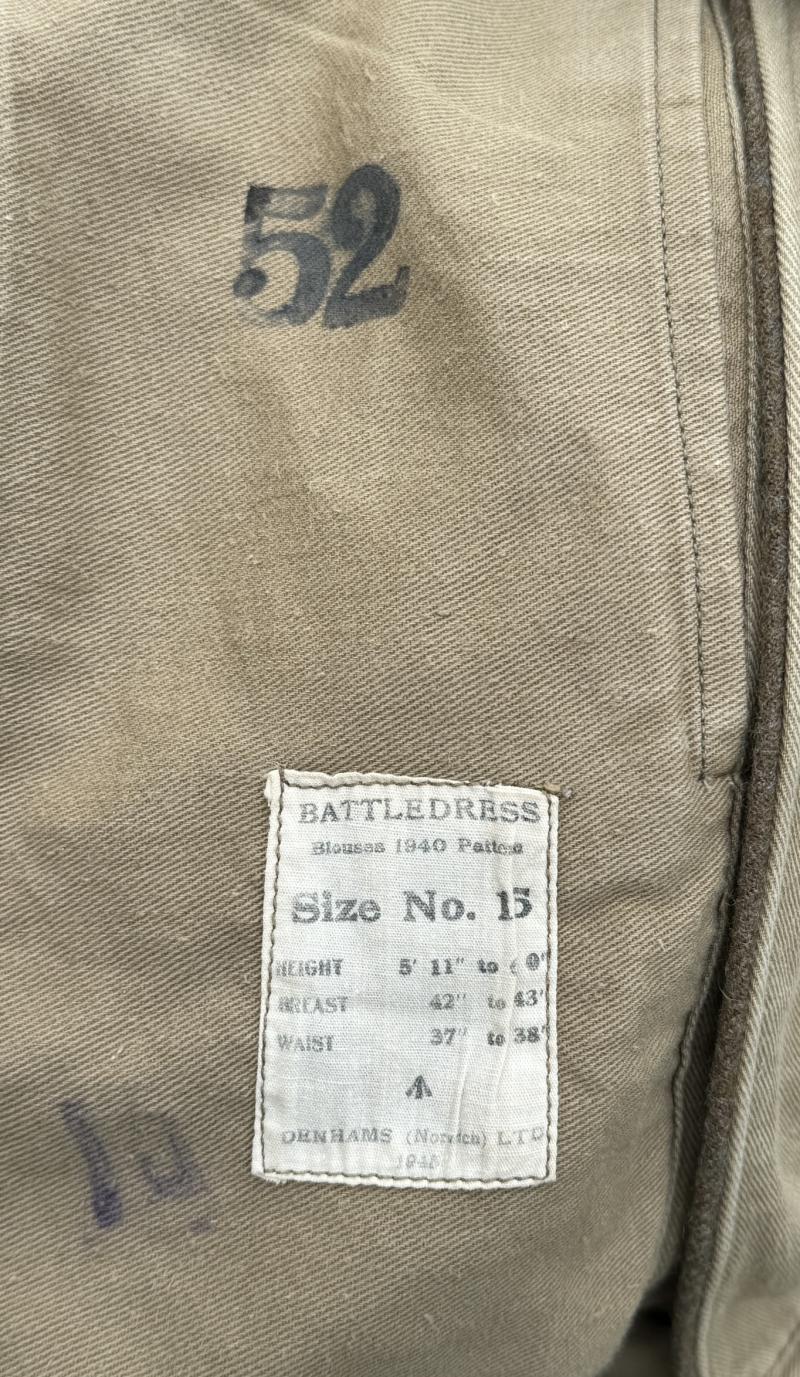 52
BATTLEDRESS
Blouses 1940 Pattern
Size No. 15
HEIGHT 5' 11" to 0"
BREAST 42" to 43"
WAIST 37" to 38"
DENHAMS (Norwich) LTD